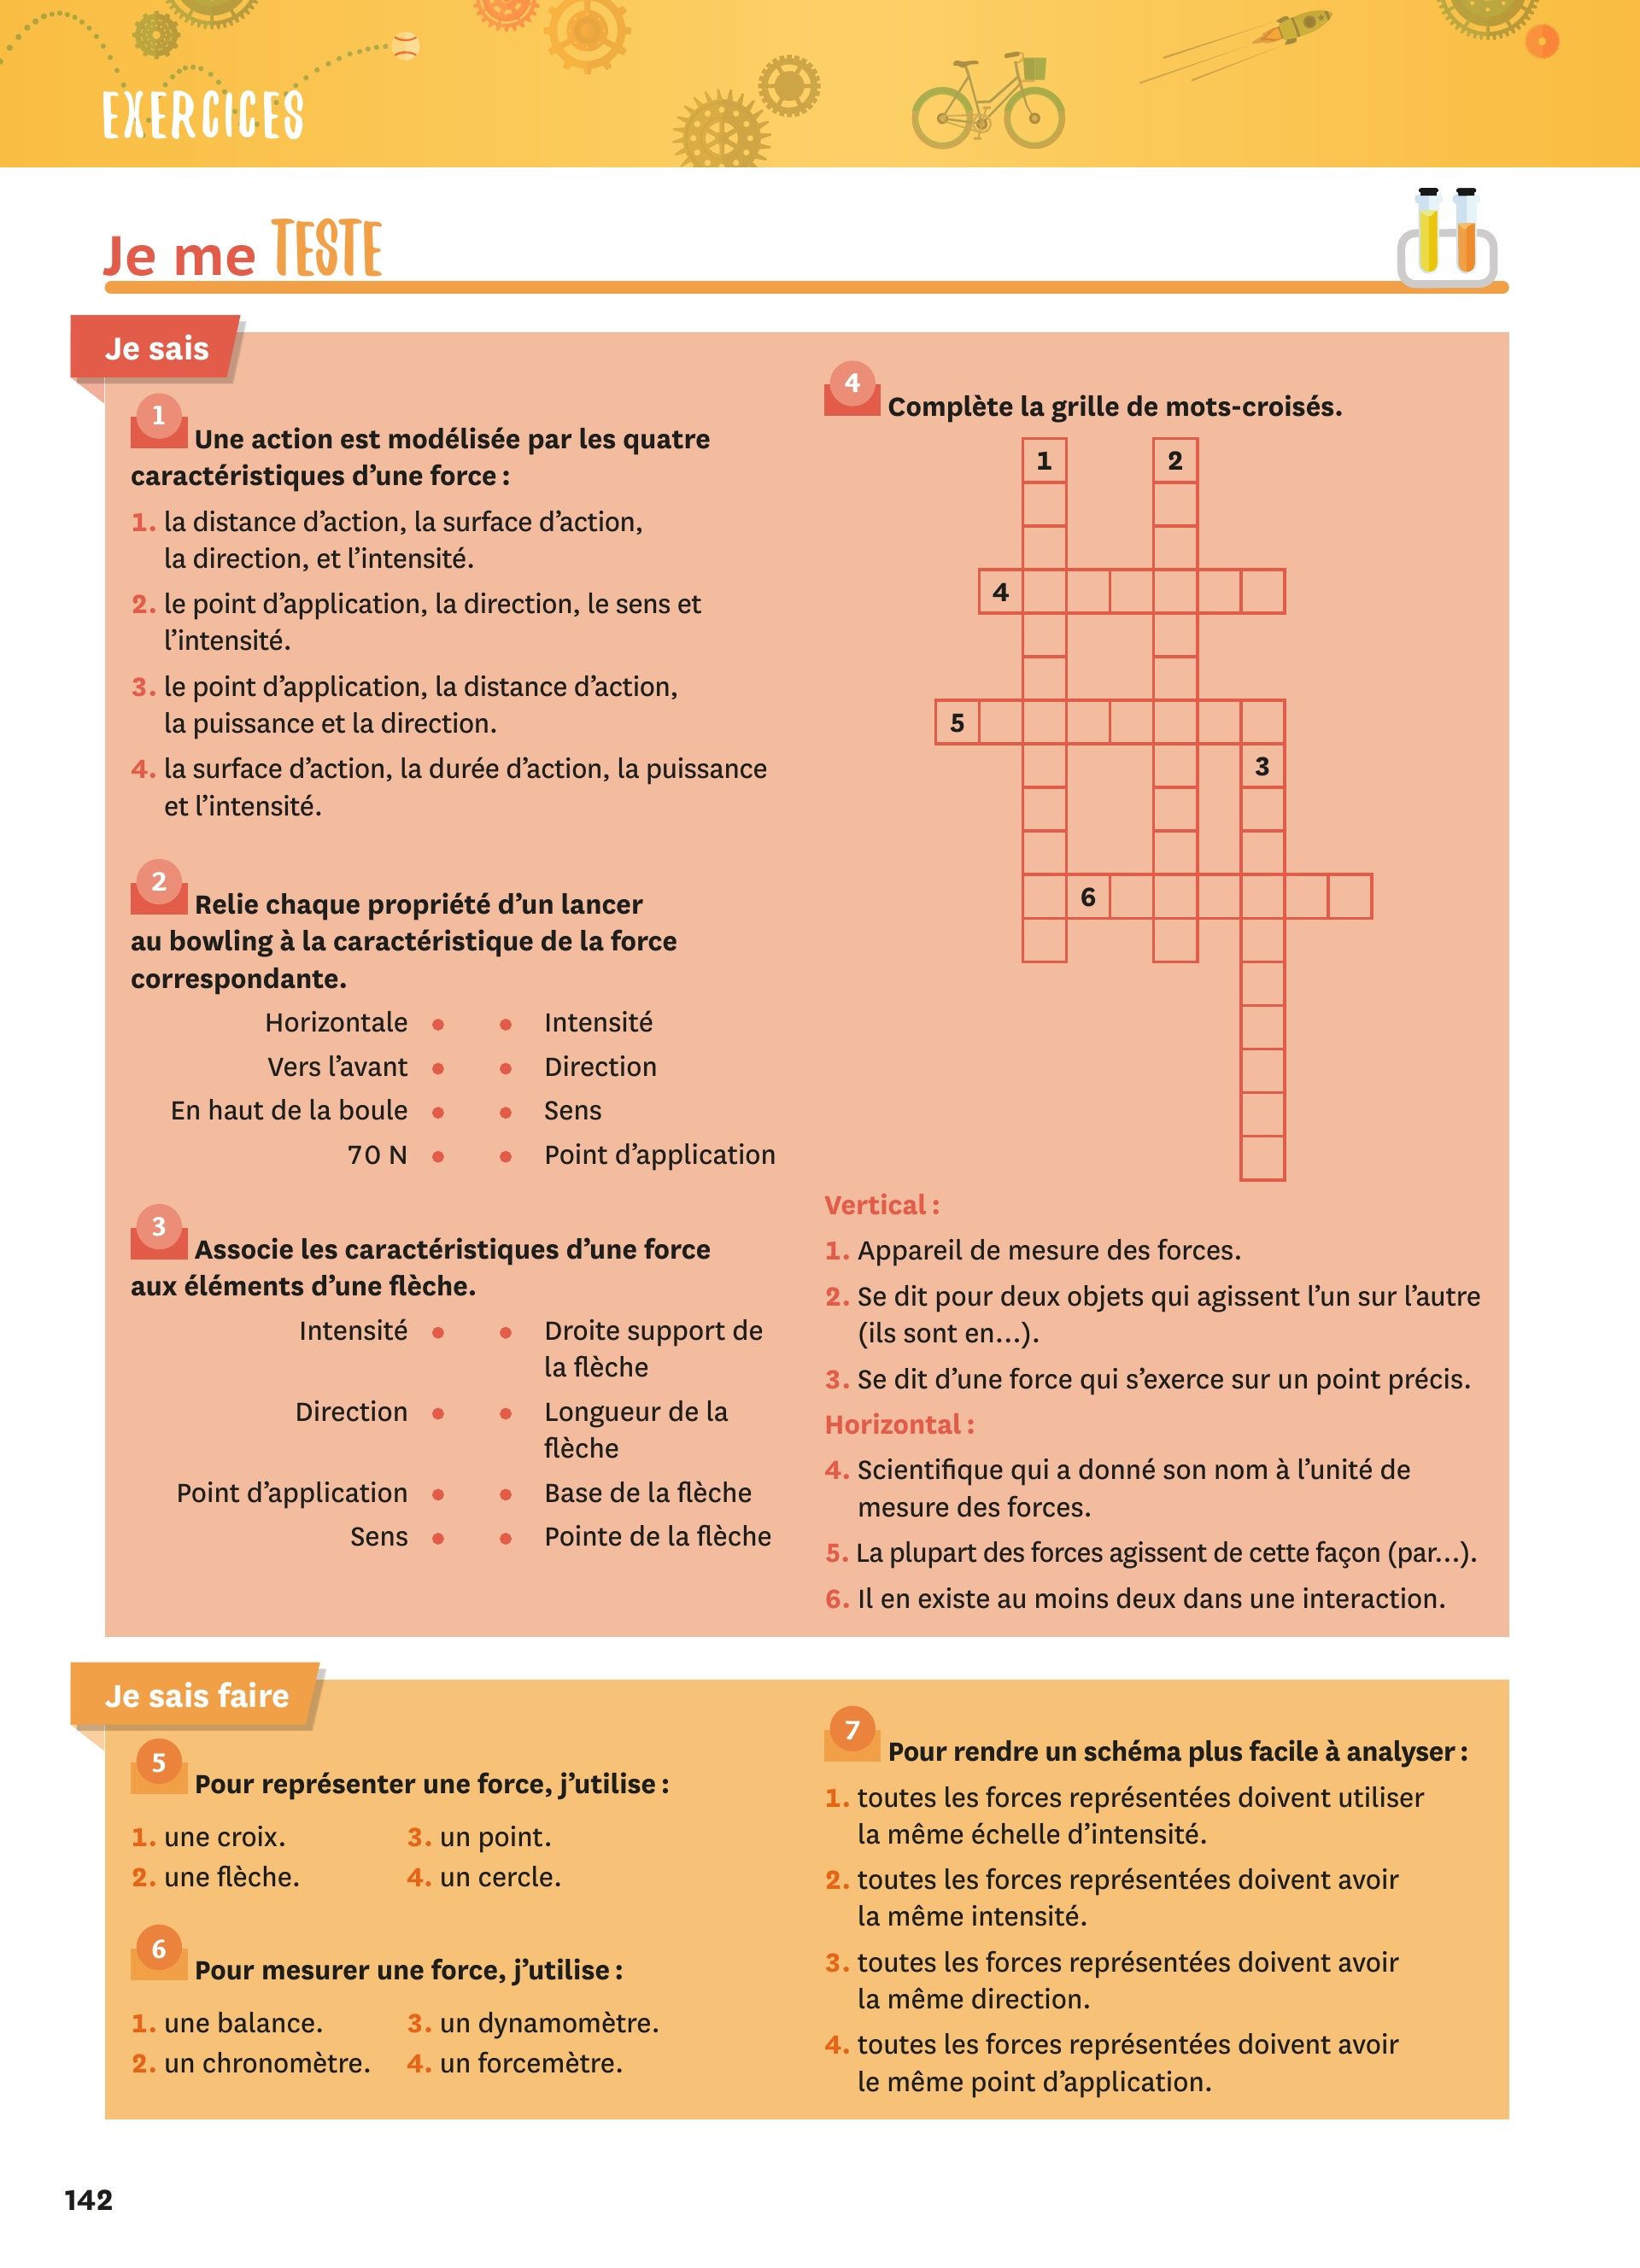 EXERCICES
Je me TESTE
Je sais
1
Une action est modélisée par les quatre
caractéristiques d’une force :
1. la distance d’action, la surface d’action,
la direction, et l’intensité.
2. le point d’application, la direction, le sens et
l’intensité.
3. le point d’application, la distance d’action,
la puissance et la direction.
4. la surface d’action, la durée d’action, la puissance
et l’intensité.
2
Relie chaque propriété d’un lancer
au bowling à la caractéristique de la force
correspondante.
Horizontale • • Intensité
Vers l’avant • • Direction
En haut de la boule • • Sens
70 N • • Point d’application
3
Associe les caractéristiques d’une force
aux éléments d’une flèche.
Intensité • • Droite support de
la flèche
Direction • • Longueur de la
flèche
Point d’application • • Base de la flèche
Sens • • Pointe de la flèche
4
Complète la grille de mots-croisés.
1 2
4
5
3
6
Vertical :
1. Appareil de mesure des forces.
2. Se dit pour deux objets qui agissent l’un sur l’autre
(ils sont en…).
3. Se dit d’une force qui s’exerce sur un point précis.
Horizontal :
4. Scientifique qui a donné son nom à l’unité de
mesure des forces.
5. La plupart des forces agissent de cette façon (par…).
6. Il en existe au moins deux dans une interaction.
Je sais faire
5
Pour représenter une force, j’utilise :
1. une croix. 3. un point.
2. une flèche. 4. un cercle.
6
Pour mesurer une force, j’utilise :
1. une balance. 3. un dynamomètre.
2. un chronomètre. 4. un forcemètre.
7
Pour rendre un schéma plus facile à analyser :
1. toutes les forces représentées doivent utiliser
la même échelle d’intensité.
2. toutes les forces représentées doivent avoir
la même intensité.
3. toutes les forces représentées doivent avoir
la même direction.
4. toutes les forces représentées doivent avoir
le même point d’application.
142